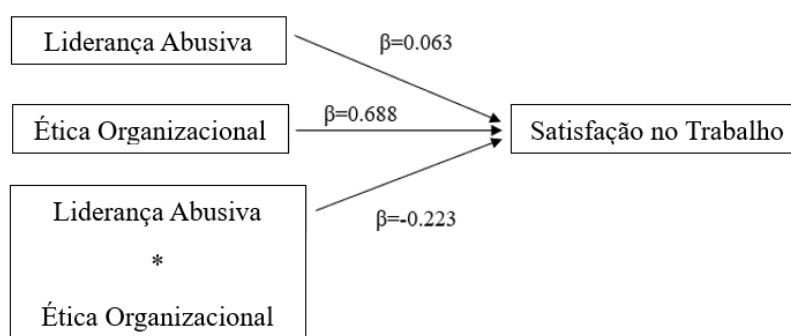 Liderança Abusiva
β=0.063
Ética Organizacional
β=0.688
Satisfação no Trabalho
Liderança Abusiva
*
Ética Organizacional
β=-0.223